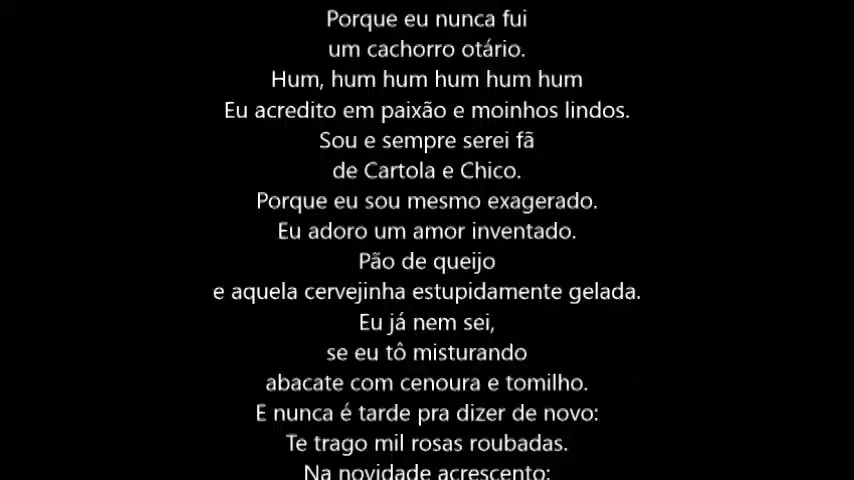 Porque eu nunca fui
um cachorro otário.
Hum, hum hum hum hum hum
Eu acredito em paixão e moinhos lindos.
Sou e sempre serei fã
de Cartola e Chico.
Porque eu sou mesmo exagerado.
Eu adoro um amor inventado.
Pão de queijo
e aquela cervejinha estupidamente gelada.
Eu já nem sei,
se eu tô misturando
abacate com cenoura e tomilho.
E nunca é tarde pra dizer de novo:
Te trago mil rosas roubadas.
Na novidade acrescento: